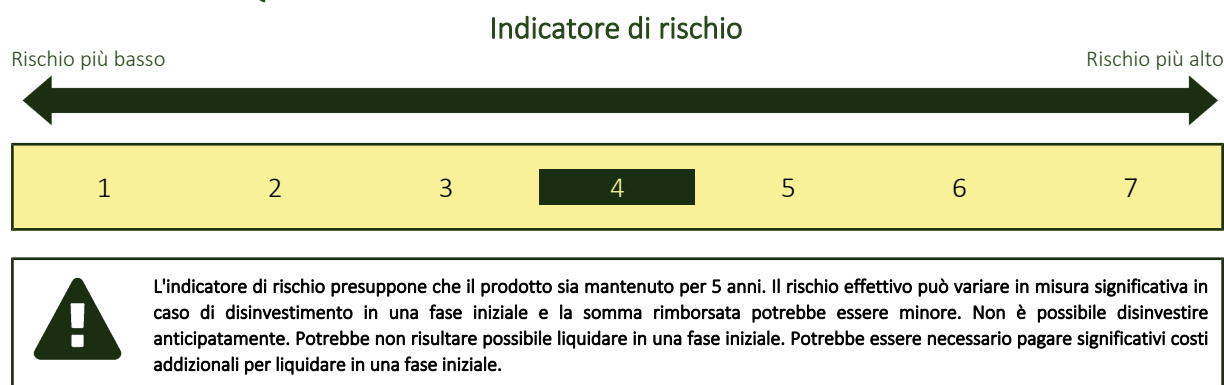 Indicatore di rischio
Rischio più basso
Rischio più alto
1 2 3 4 5 6 7
L'indicatore di rischio presuppone che il prodotto sia mantenuto per 5 anni. Il rischio effettivo può variare in misura significativa in
caso di disinvestimento in una fase iniziale e la somma rimborsata potrebbe essere minore. Non è possibile disinvestire
anticipatamente. Potrebbe non risultare possibile liquidare in una fase iniziale. Potrebbe essere necessario pagare significativi costi
addizionali per liquidare in una fase iniziale.